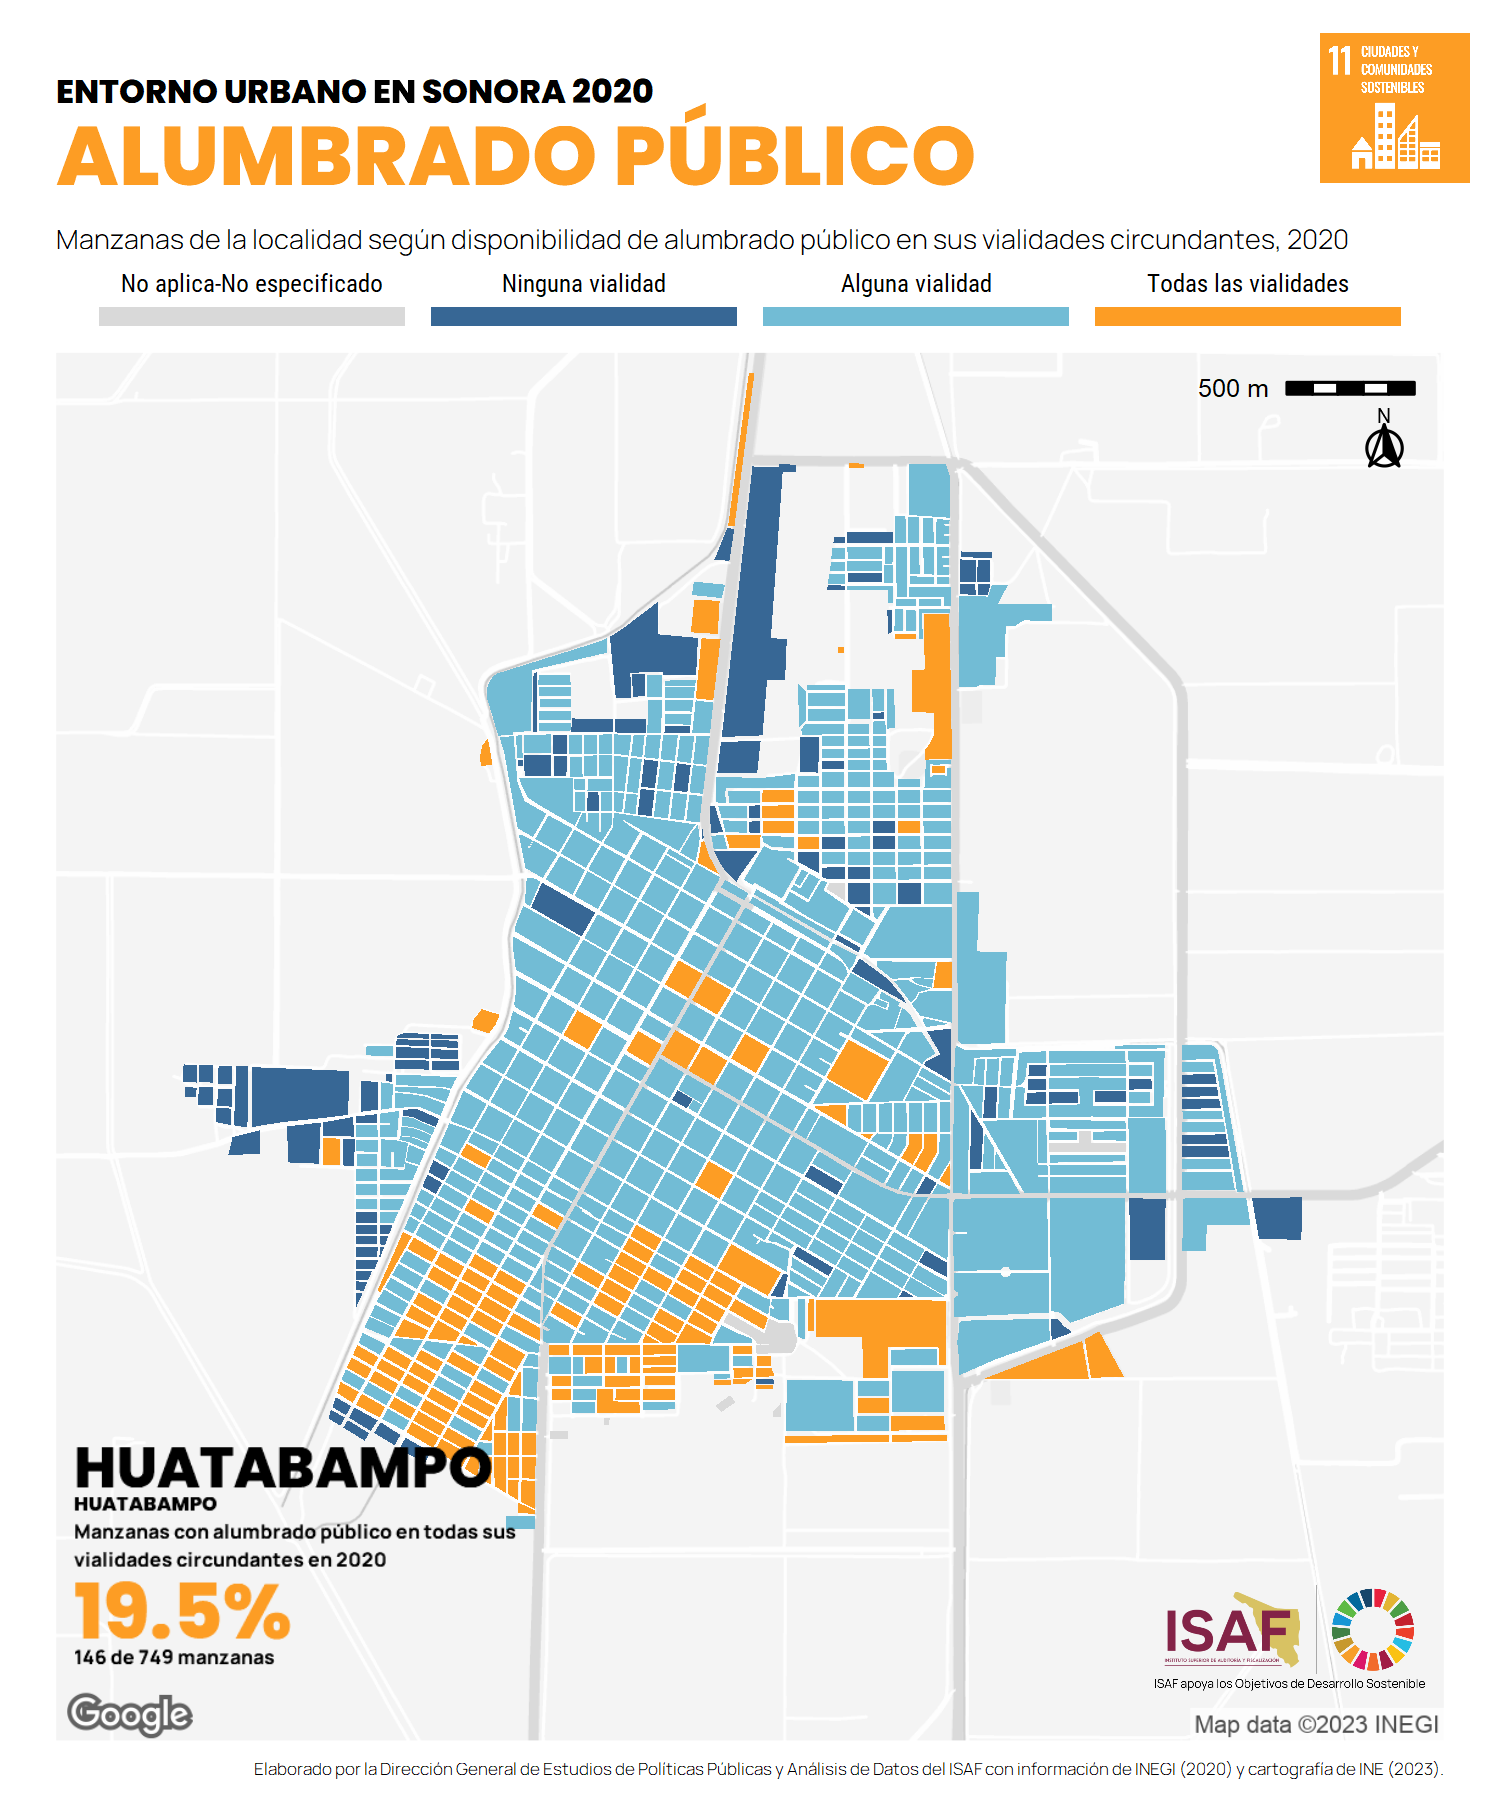 ENTORNO URBANO EN SONORA 2020
ALUMBRADO PÚBLICO
11 CIUDADES Y
COMUNIDADES
SOSTENIBLES
Manzanas de la localidad según disponibilidad de alumbrado público en sus vialidades circundantes, 2020
No aplica-No especificado
Ninguna vialidad
Alguna vialidad
Todas las vialidades
500 m
N
HUATABAMPO
HUATABAMPO
Manzanas con alumbrado público en todas sus
vialidades circundantes en 2020
19.5%
146 de 749 manzanas
Google
ISAF
INSTITUTO SUPERIOR DE AUDITORÍA Y FISCALIZACIÓN
ISAF apoya los Objetivos de Desarrollo Sostenible
Map data ©2023 INEGI
Elaborado por la Dirección General de Estudios de Políticas Públicas y Análisis de Datos del ISAF con información de INEGI (2020) y cartografía de INE (2023).